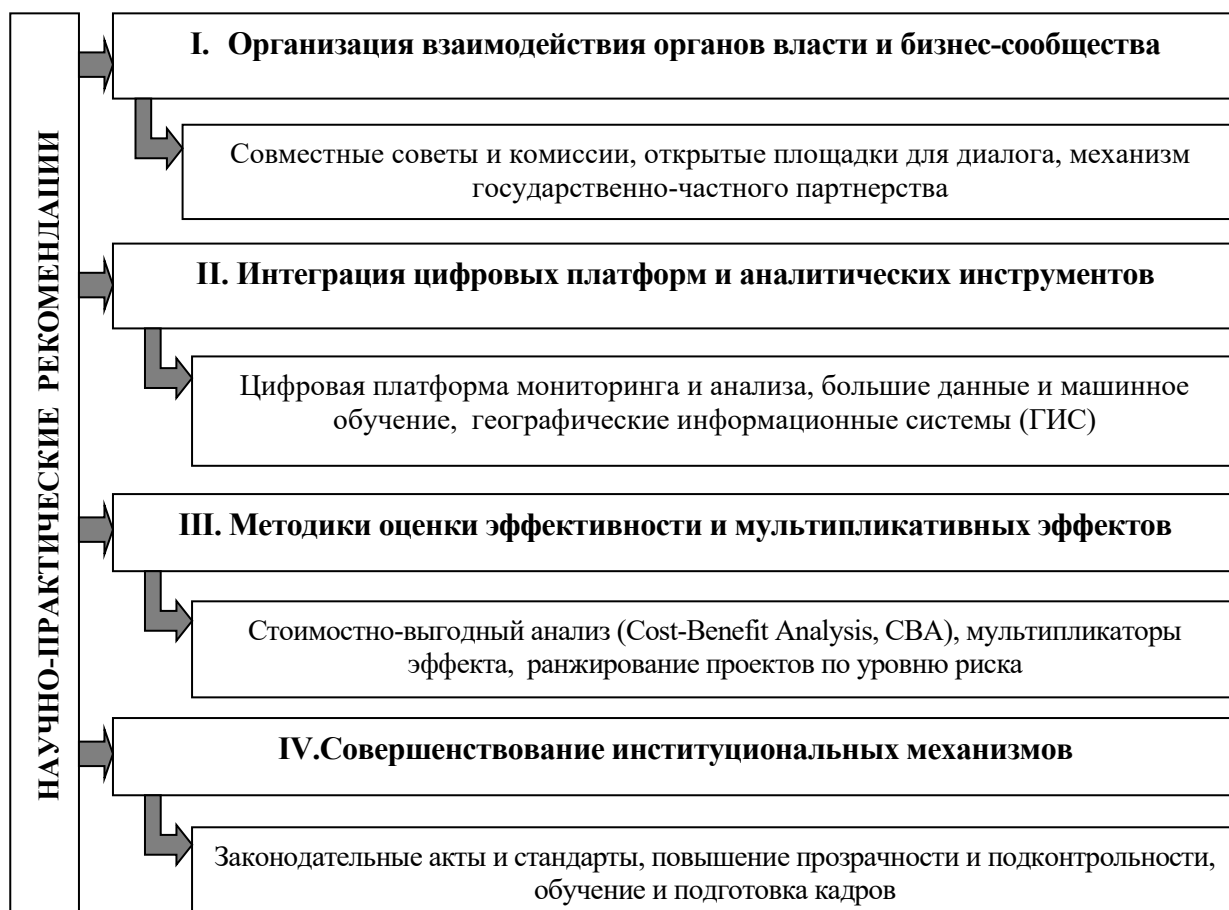 НАУЧНО-ПРАКТИЧЕСКИЕ РЕКОМЕНДАЦИИ
I. Организация взаимодействия органов власти и бизнес-сообщества
Совместные советы и комиссии, открытые площадки для диалога, механизм
государственно-частного партнерства
II. Интеграция цифровых платформ и аналитических инструментов
Цифровая платформа мониторинга и анализа, большие данные и машинное
обучение, географические информационные системы (ГИС)
III. Методики оценки эффективности и мультипликативных эффектов
Стоимостно-выгодный анализ (Cost-Benefit Analysis, CBA), мультипликаторы
эффекта, ранжирование проектов по уровню риска
IV.Совершенствование институциональных механизмов
Законодательные акты и стандарты, повышение прозрачности и подконтрольности,
обучение и подготовка кадров